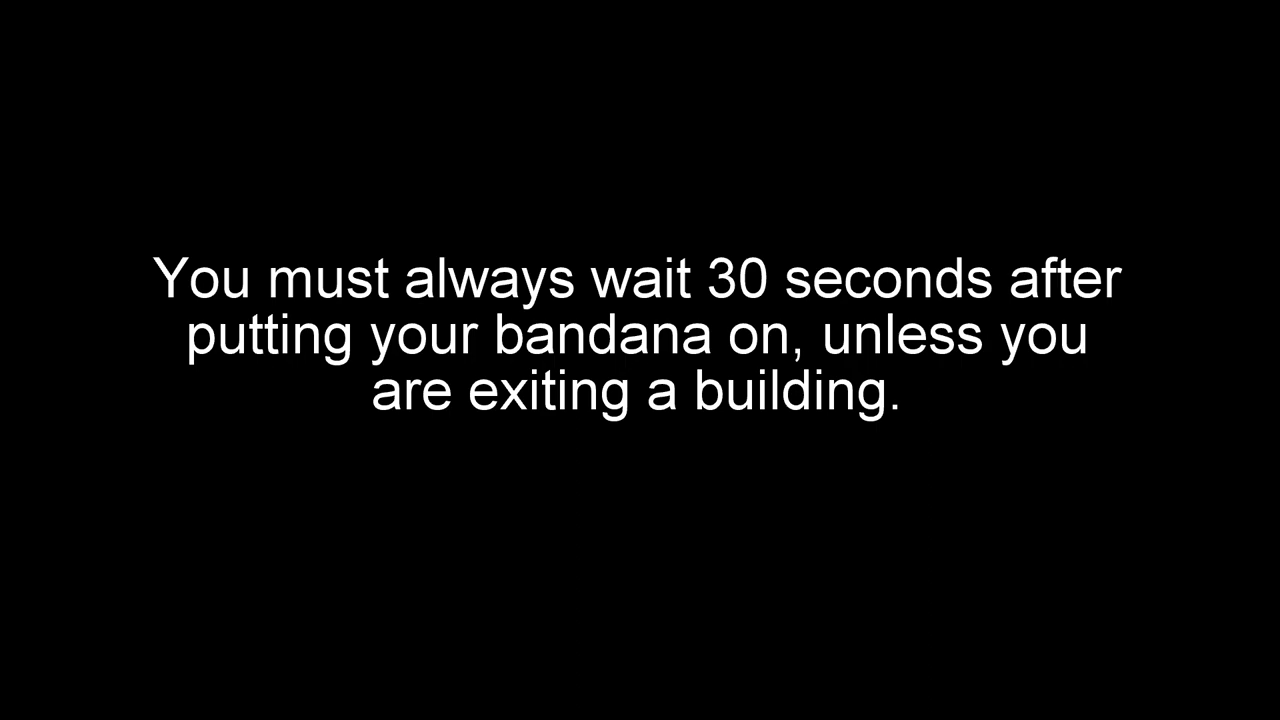 You must always wait 30 seconds after
putting your bandana on, unless you
are exiting a building.